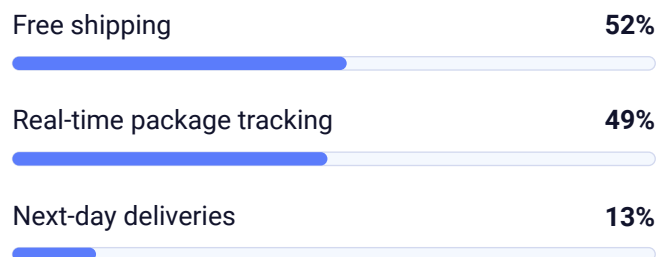 Free shipping 52%
Real-time package tracking 49%
Next-day deliveries 13%